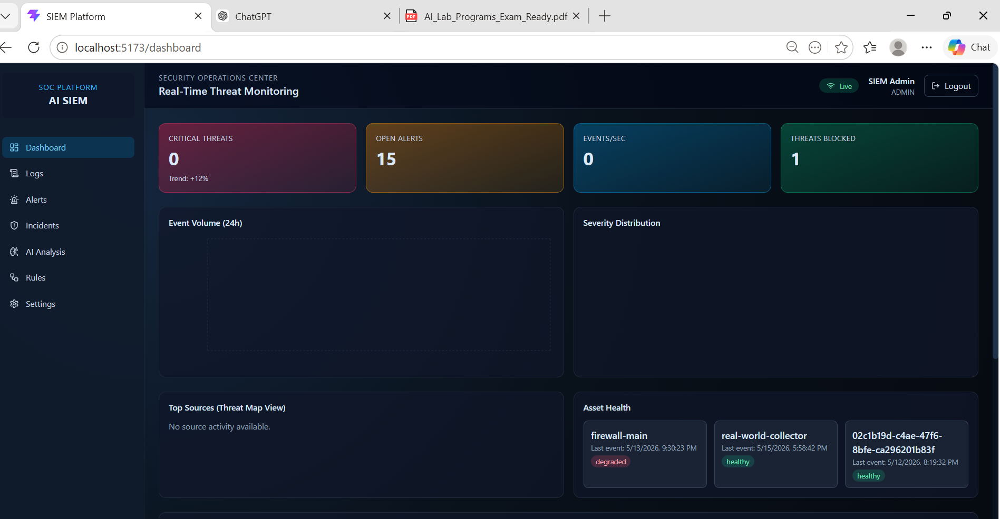 SIEM Platform
ChatGPT
AI_Lab_Programs_Exam_Ready.pdf
localhost:5173/dashboard
Chat
SOC PLATFORM
AI SIEM
Dashboard
Logs
Alerts
Incidents
AI Analysis
Rules
Settings
SECURITY OPERATIONS CENTER
Real-Time Threat Monitoring
Live
SIEM Admin
ADMIN
Logout
CRITICAL THREATS
0
Trend: +12%
OPEN ALERTS
15
EVENTS/SEC
0
THREATS BLOCKED
1
Event Volume (24h)
Severity Distribution
Top Sources (Threat Map View)
No source activity available.
Asset Health
firewall-main
Last event: 5/13/2026, 9:30:23 PM
degraded
real-world-collector
Last event: 5/15/2026, 5:58:42 PM
healthy
02c1b19d-c4ae-47f6-
8bfe-ca296201b83f
Last event: 5/12/2026, 8:19:32 PM
healthy